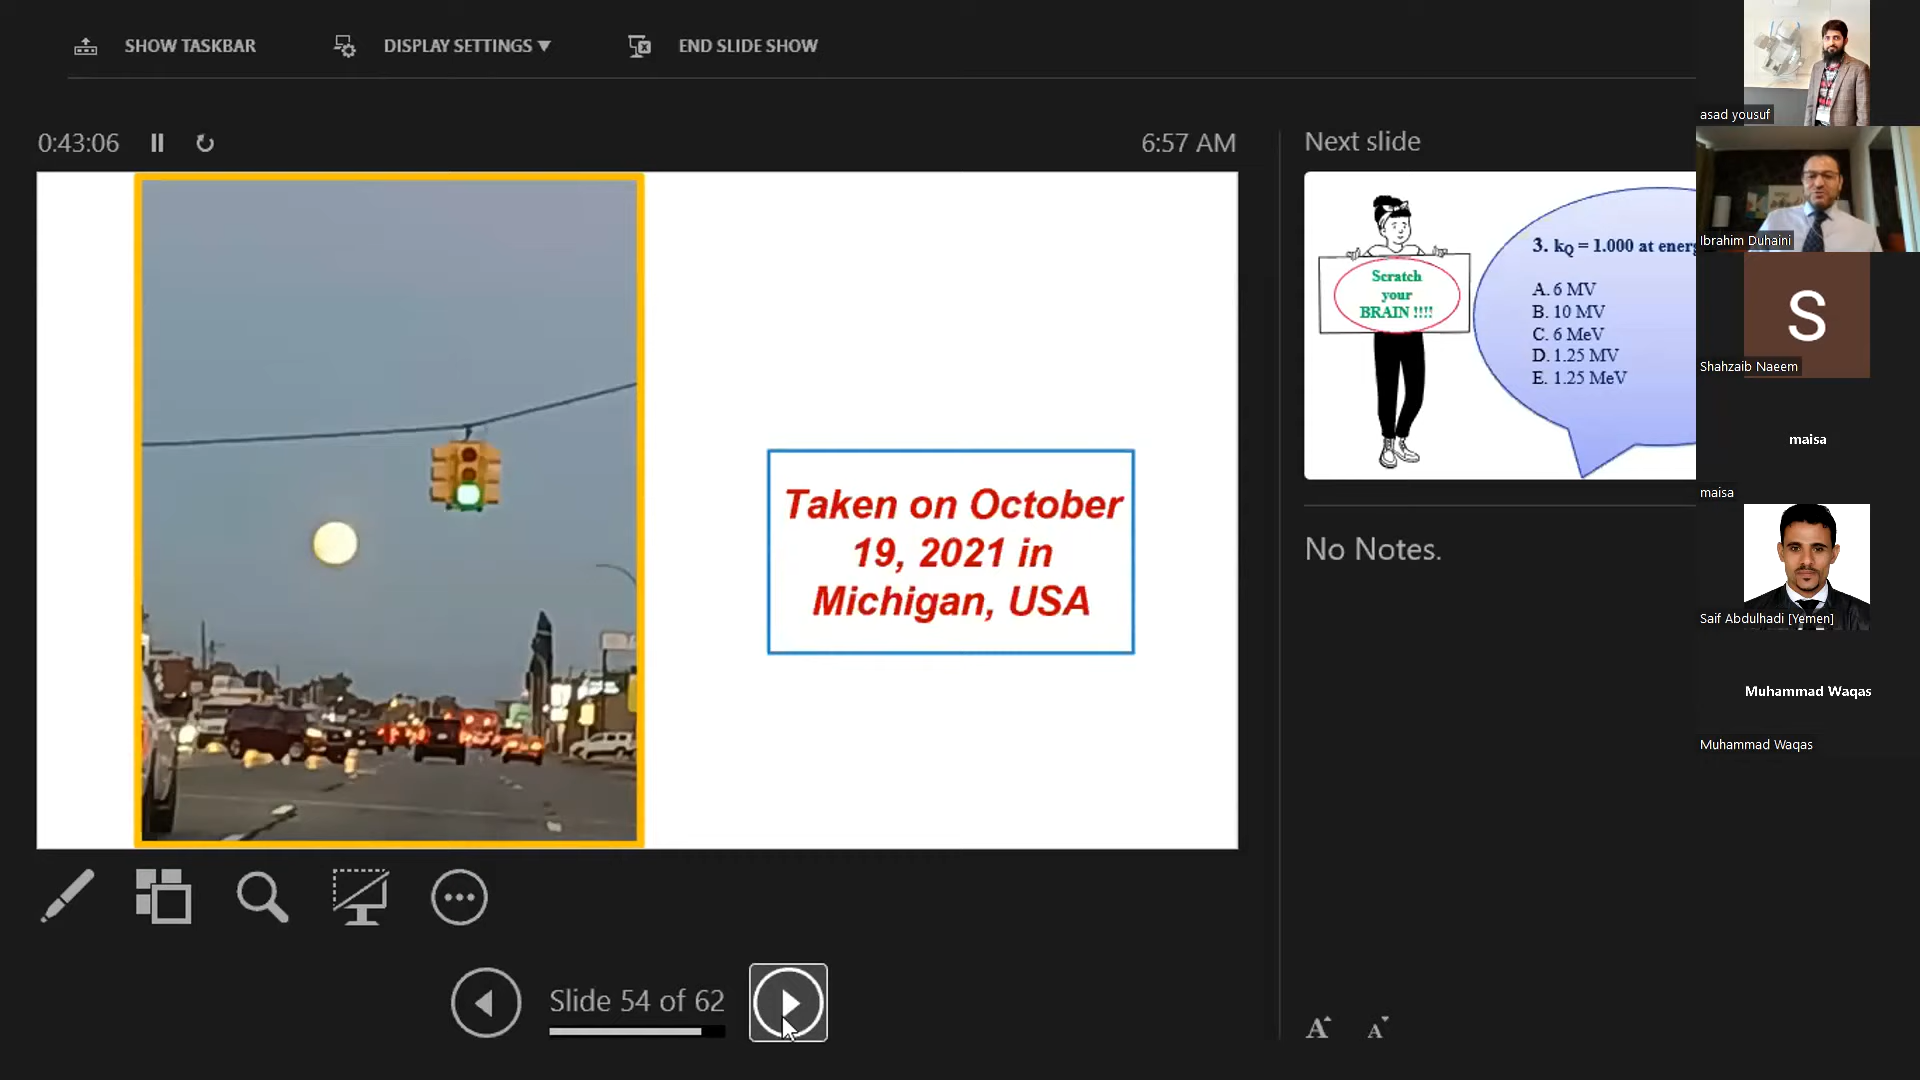 SHOW TASKBAR
DISPLAY SETTINGS ▼
END SLIDE SHOW
0:43:06
6:57 AM
Taken on October
19, 2021 in
Michigan, USA
Slide 54 of 62
Next slide
Scratch
your
BRAIN !!!!
3. kQ = 1.000 at
A. 6 MV
B. 10 MV
C. 6 MeV
D. 1.25 MV
E. 1.25 MeV
No Notes.
A A
asad yousuf
Ibrahim Duhaini
S
Shahzaib Naeem
maisa
maisa
Saif Abdulhadi [Yemen]
Muhammad Waqas
Muhammad Waqas